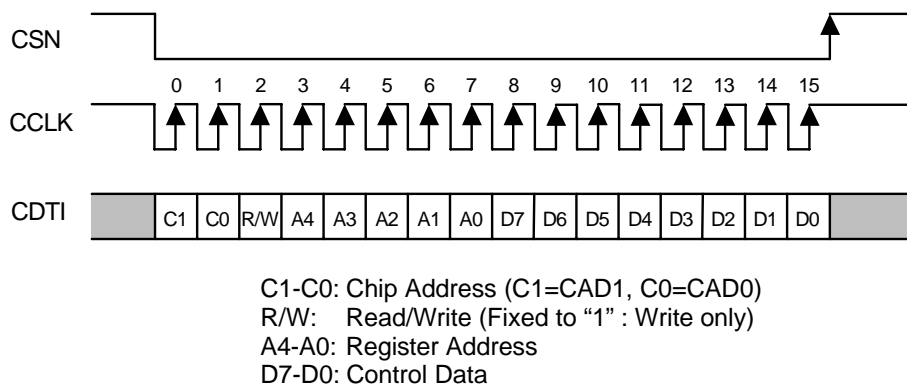 CSN
0 1 2 3 4 5 6 7 8 9 10 11 12 13 14 15
CCLK
CDTI C1 C0 R/W A4 A3 A2 A1 A0 D7 D6 D5 D4 D3 D2 D1 D0
C1-C0: Chip Address (C1=CAD1, C0=CAD0)
R/W: Read/Write (Fixed to “1” : Write only)
A4-A0: Register Address
D7-D0: Control Data